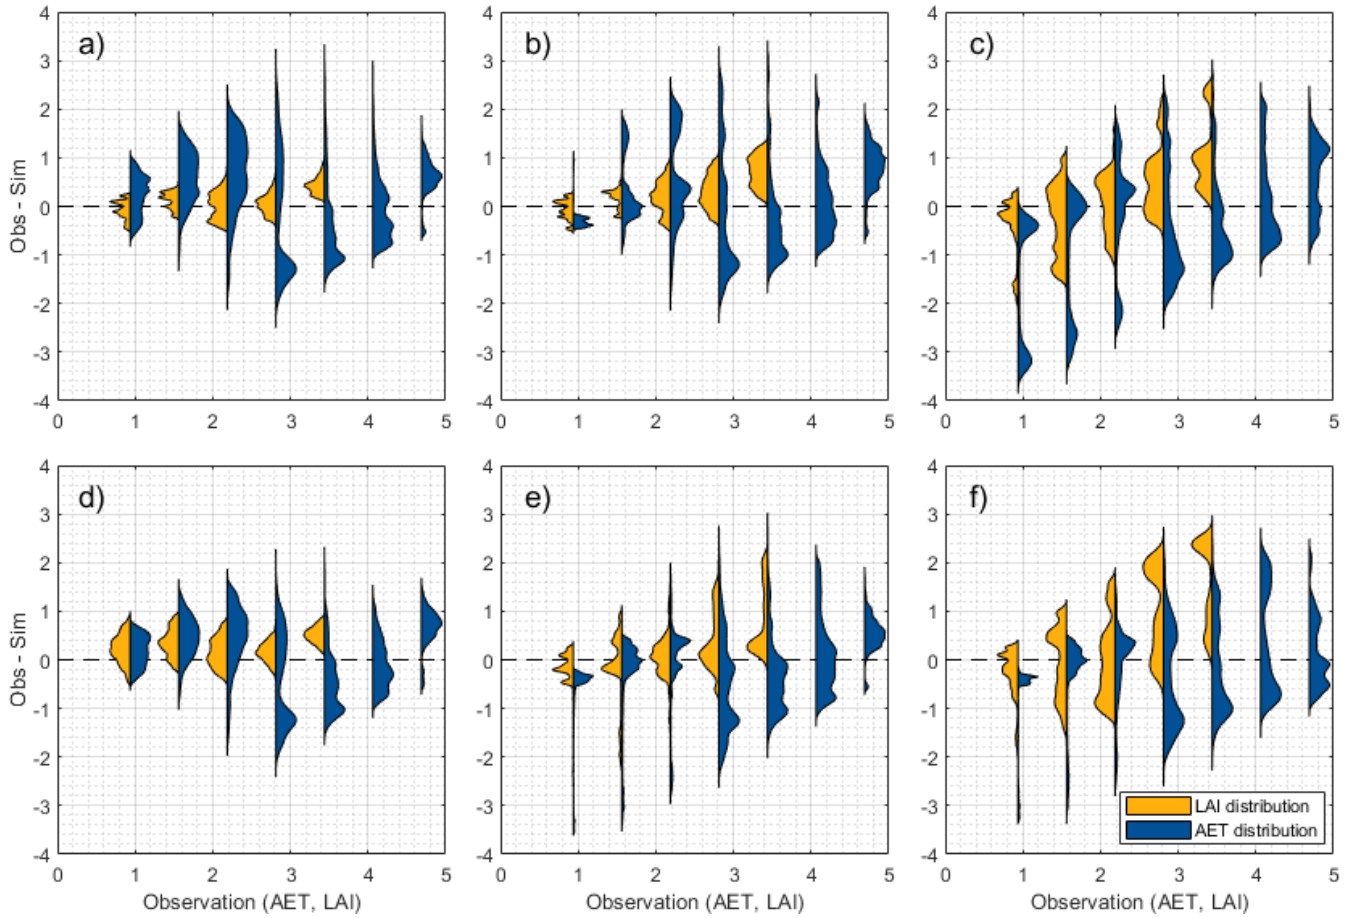 a)
b)
c)
4
3
2
1
0
-1
-2
-3
-4
Obs - Sim
0 1 2 3 4 5
4
3
2
1
0
-1
-2
-3
-4
0 1 2 3 4 5
4
3
2
1
0
-1
-2
-3
-4
0 1 2 3 4 5
d)
e)
f)
4
3
2
1
0
-1
-2
-3
-4
Obs - Sim
0 1 2 3 4 5
Observation (AET, LAI)
4
3
2
1
0
-1
-2
-3
-4
0 1 2 3 4 5
Observation (AET, LAI)
4
3
2
1
0
-1
-2
-3
-4
LAI distribution
AET distribution
0 1 2 3 4 5
Observation (AET, LAI)